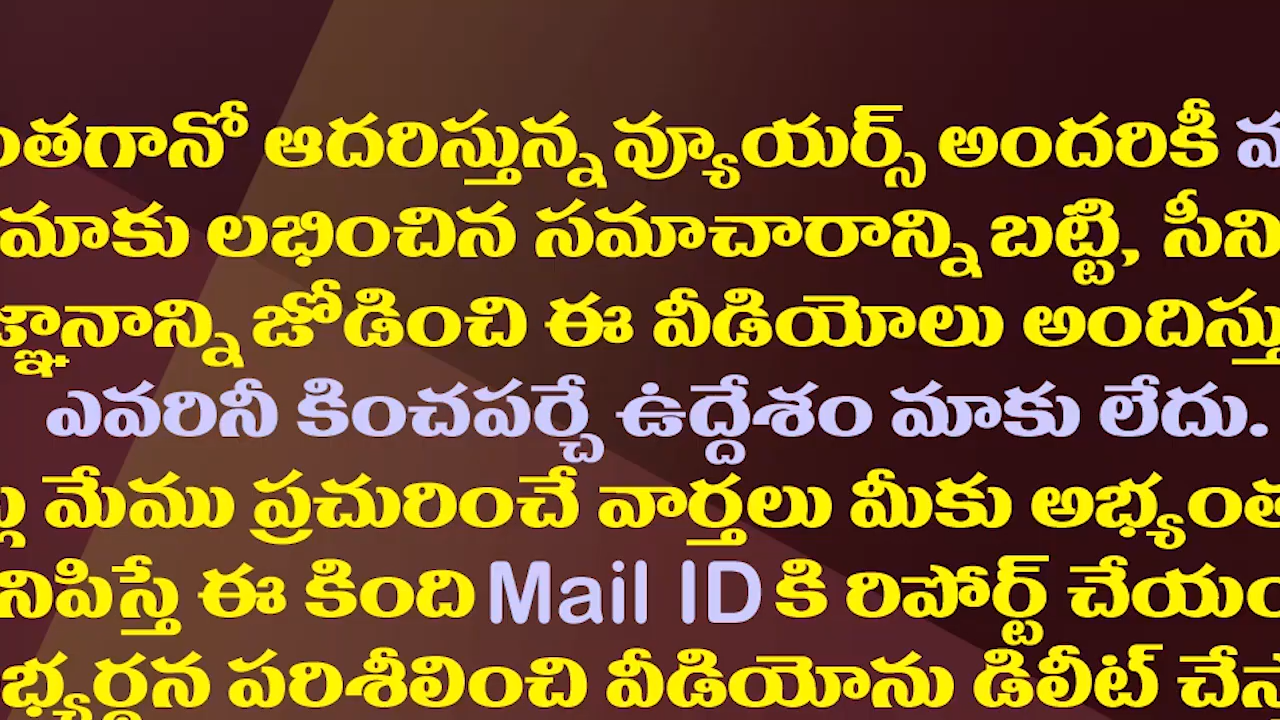 ంతగానో ఆదరిస్తున్న వ్యూయర్స్ అందరికీ
మాకు లభించిన సమాచారాన్ని బట్టి, సీని
జ్ఞానాన్ని జోడించి ఈ వీడియోలు అందిస్తు
ఎవరినీ కించపర్చే ఉద్దేశం మాకు లేదు.
మేము ప్రచురించే వార్తలు మీకు అభ్యంత
నిపిస్తే ఈ కింది Mail ID కి రిపోర్ట్ చేయం
భ్యర్థన పరిశీలించి వీడియోను డిలీట్ చేస